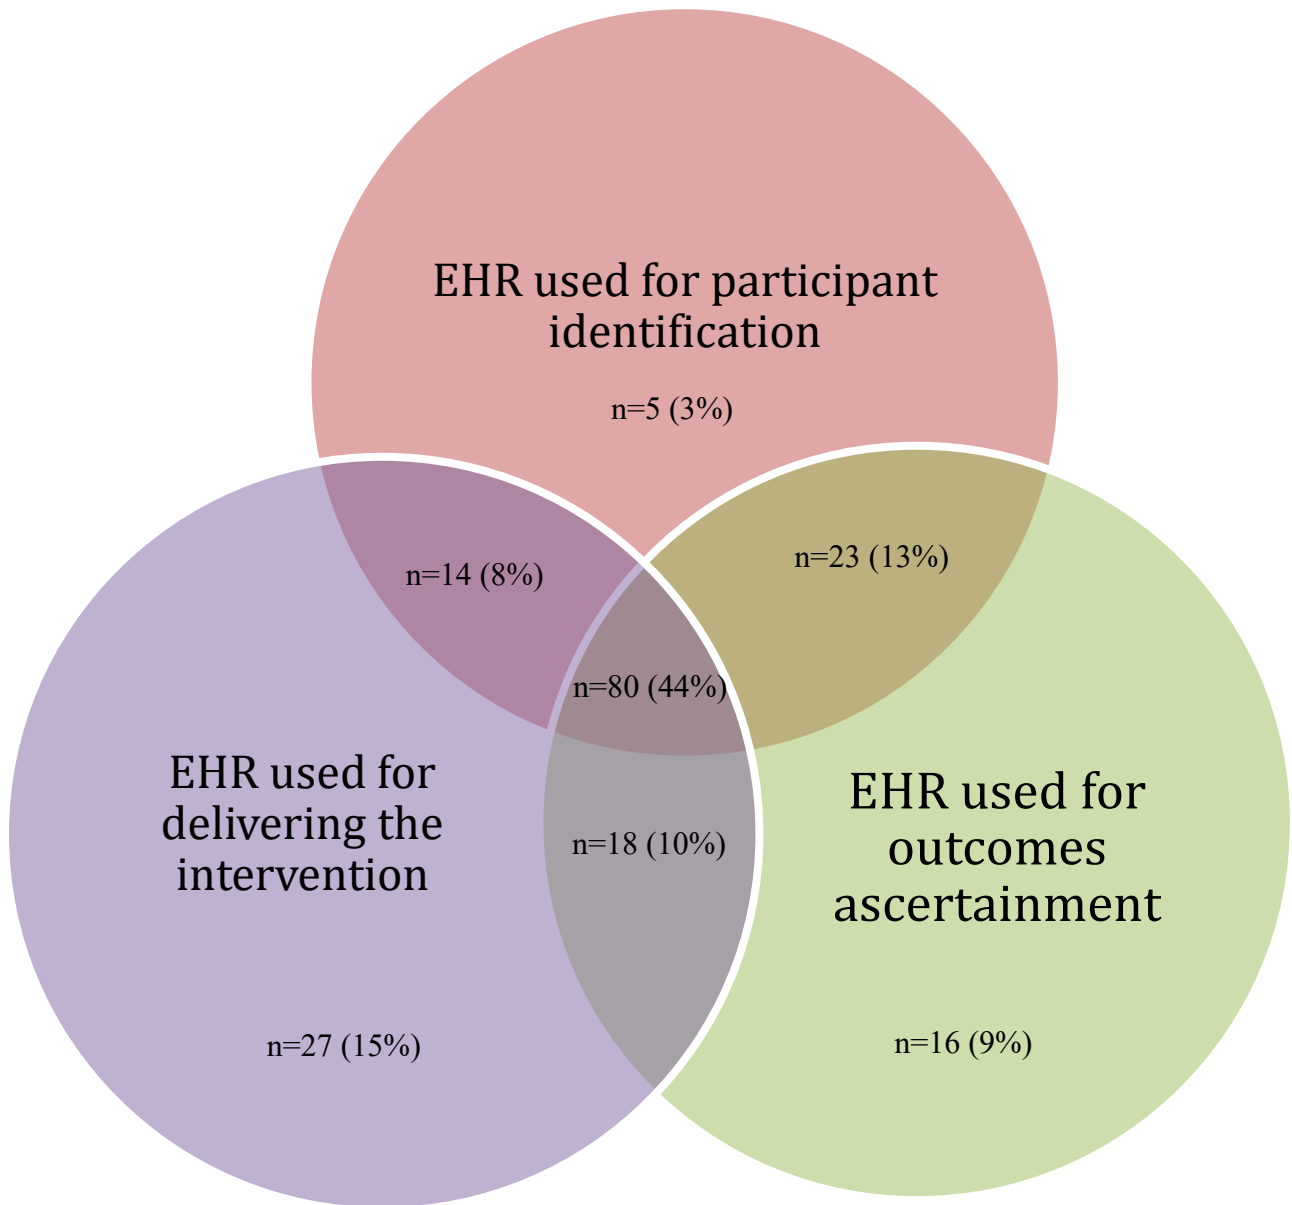 EHR used for participant
identification
n=5 (3%)
n=14 (8%)
n=23 (13%)
n=80 (44%)
EHR used for
delivering the
intervention
n=18 (10%)
EHR used for
outcomes
ascertainment
n=27 (15%)
n=16 (9%)